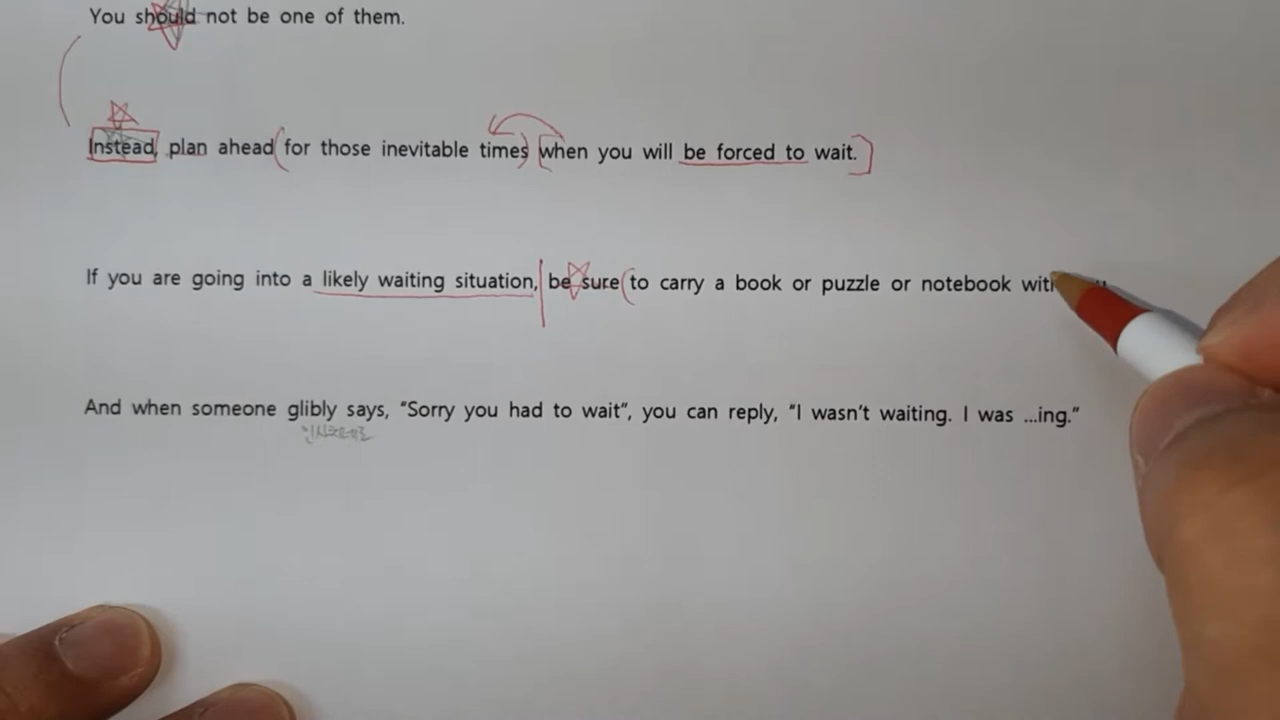 You should not be one of them.
Instead, plan ahead for those inevitable times when you will be forced to wait.
If you are going into a likely waiting situation, be sure to carry a book or puzzle or notebook
And when someone glibly says, “Sorry you had to wait”, you can reply, “I wasn’t waiting. I was ...ing.”